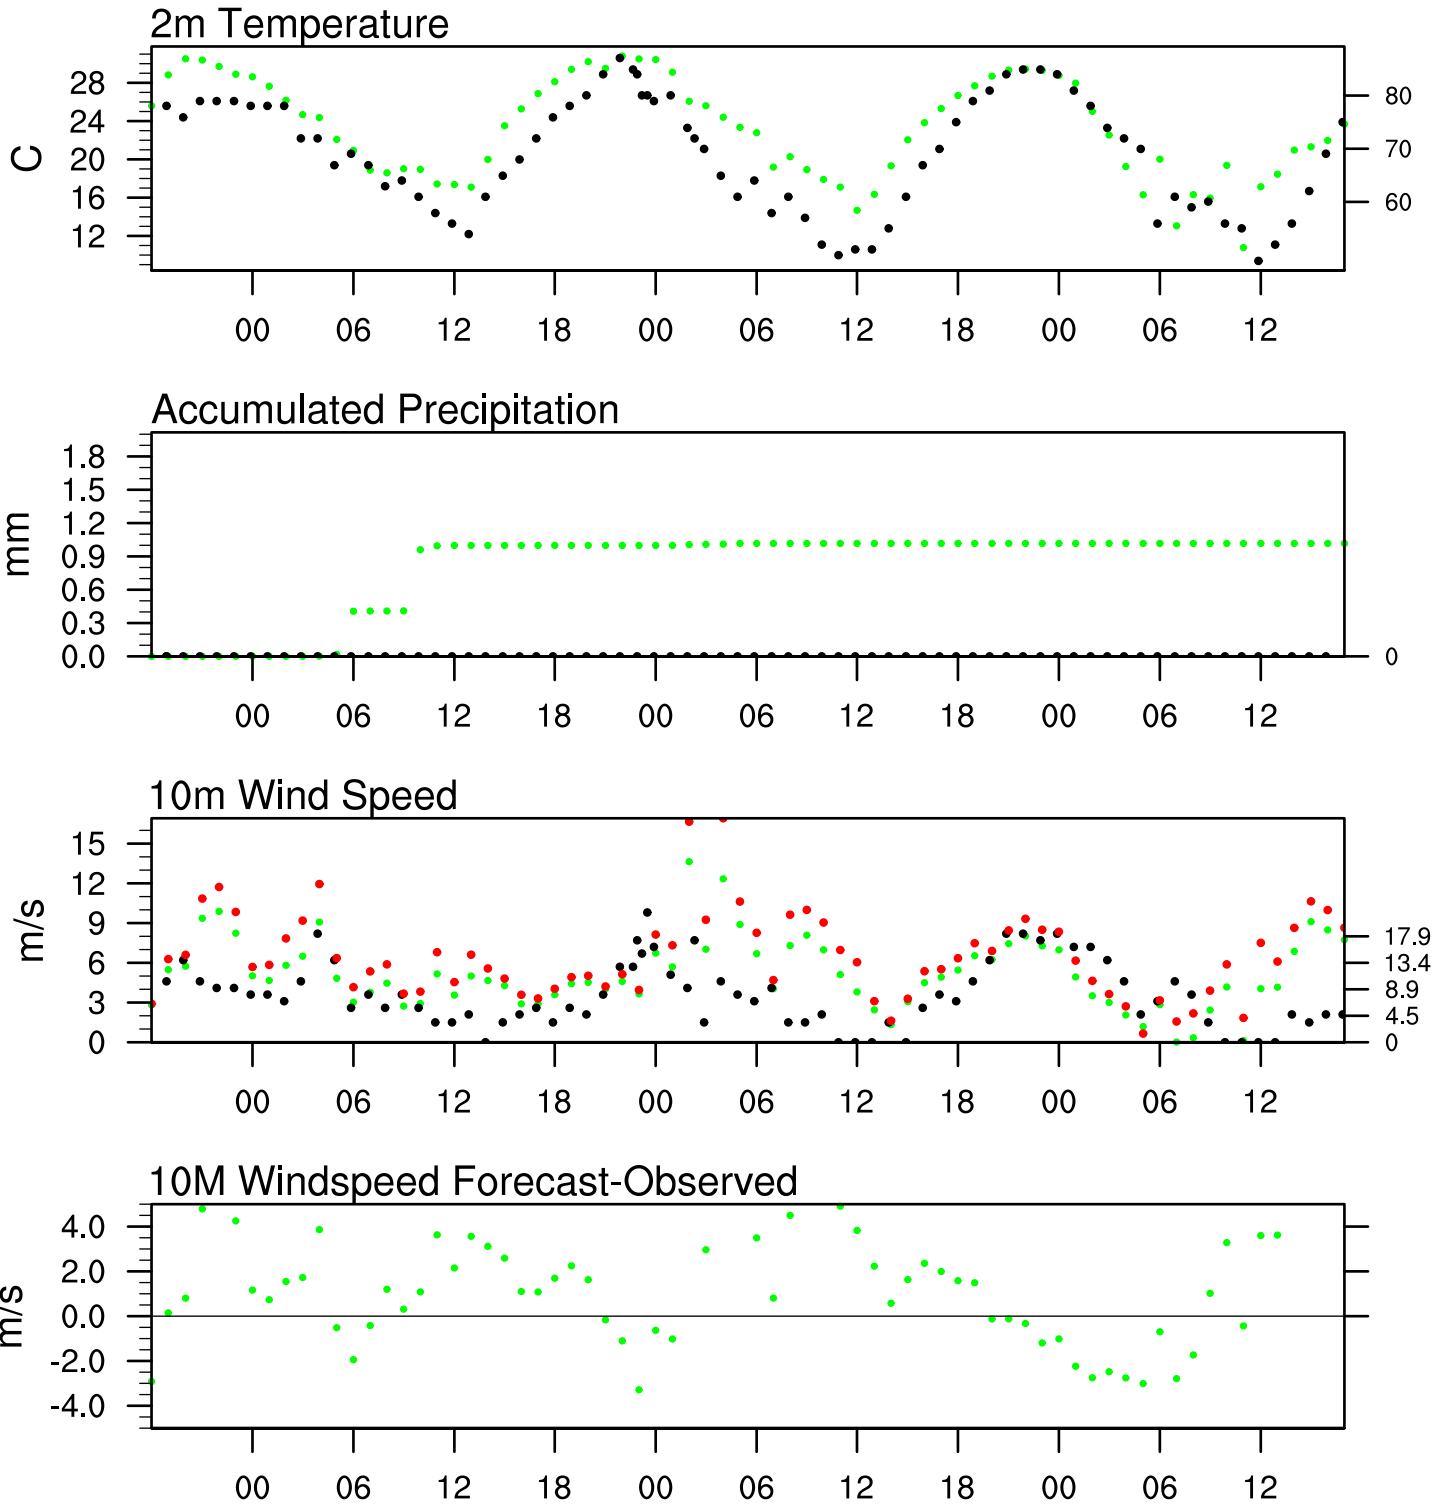 2m Temperature
28
24
20
16
12
C
80
70
60
00 06 12 18 00 06 12 18 00 06 12
Accumulated Precipitation
1.8
1.5
1.2
0.9
0.6
0.3
0.0
mm
0
00 06 12 18 00 06 12 18 00 06 12
10m Wind Speed
15
12
9
6
3
0
m/s
17.9
13.4
8.9
4.5
0
00 06 12 18 00 06 12 18 00 06 12
10M Windspeed Forecast-Observed
4.0
2.0
0.0
-2.0
-4.0
m/s
00 06 12 18 00 06 12 18 00 06 12